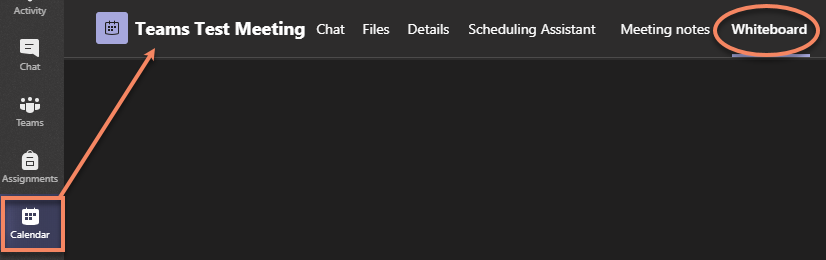 Activity
Chat
Teams
Assignments
Calendar
Teams Test Meeting Chat Files Details Scheduling Assistant Meeting notes Whiteboard